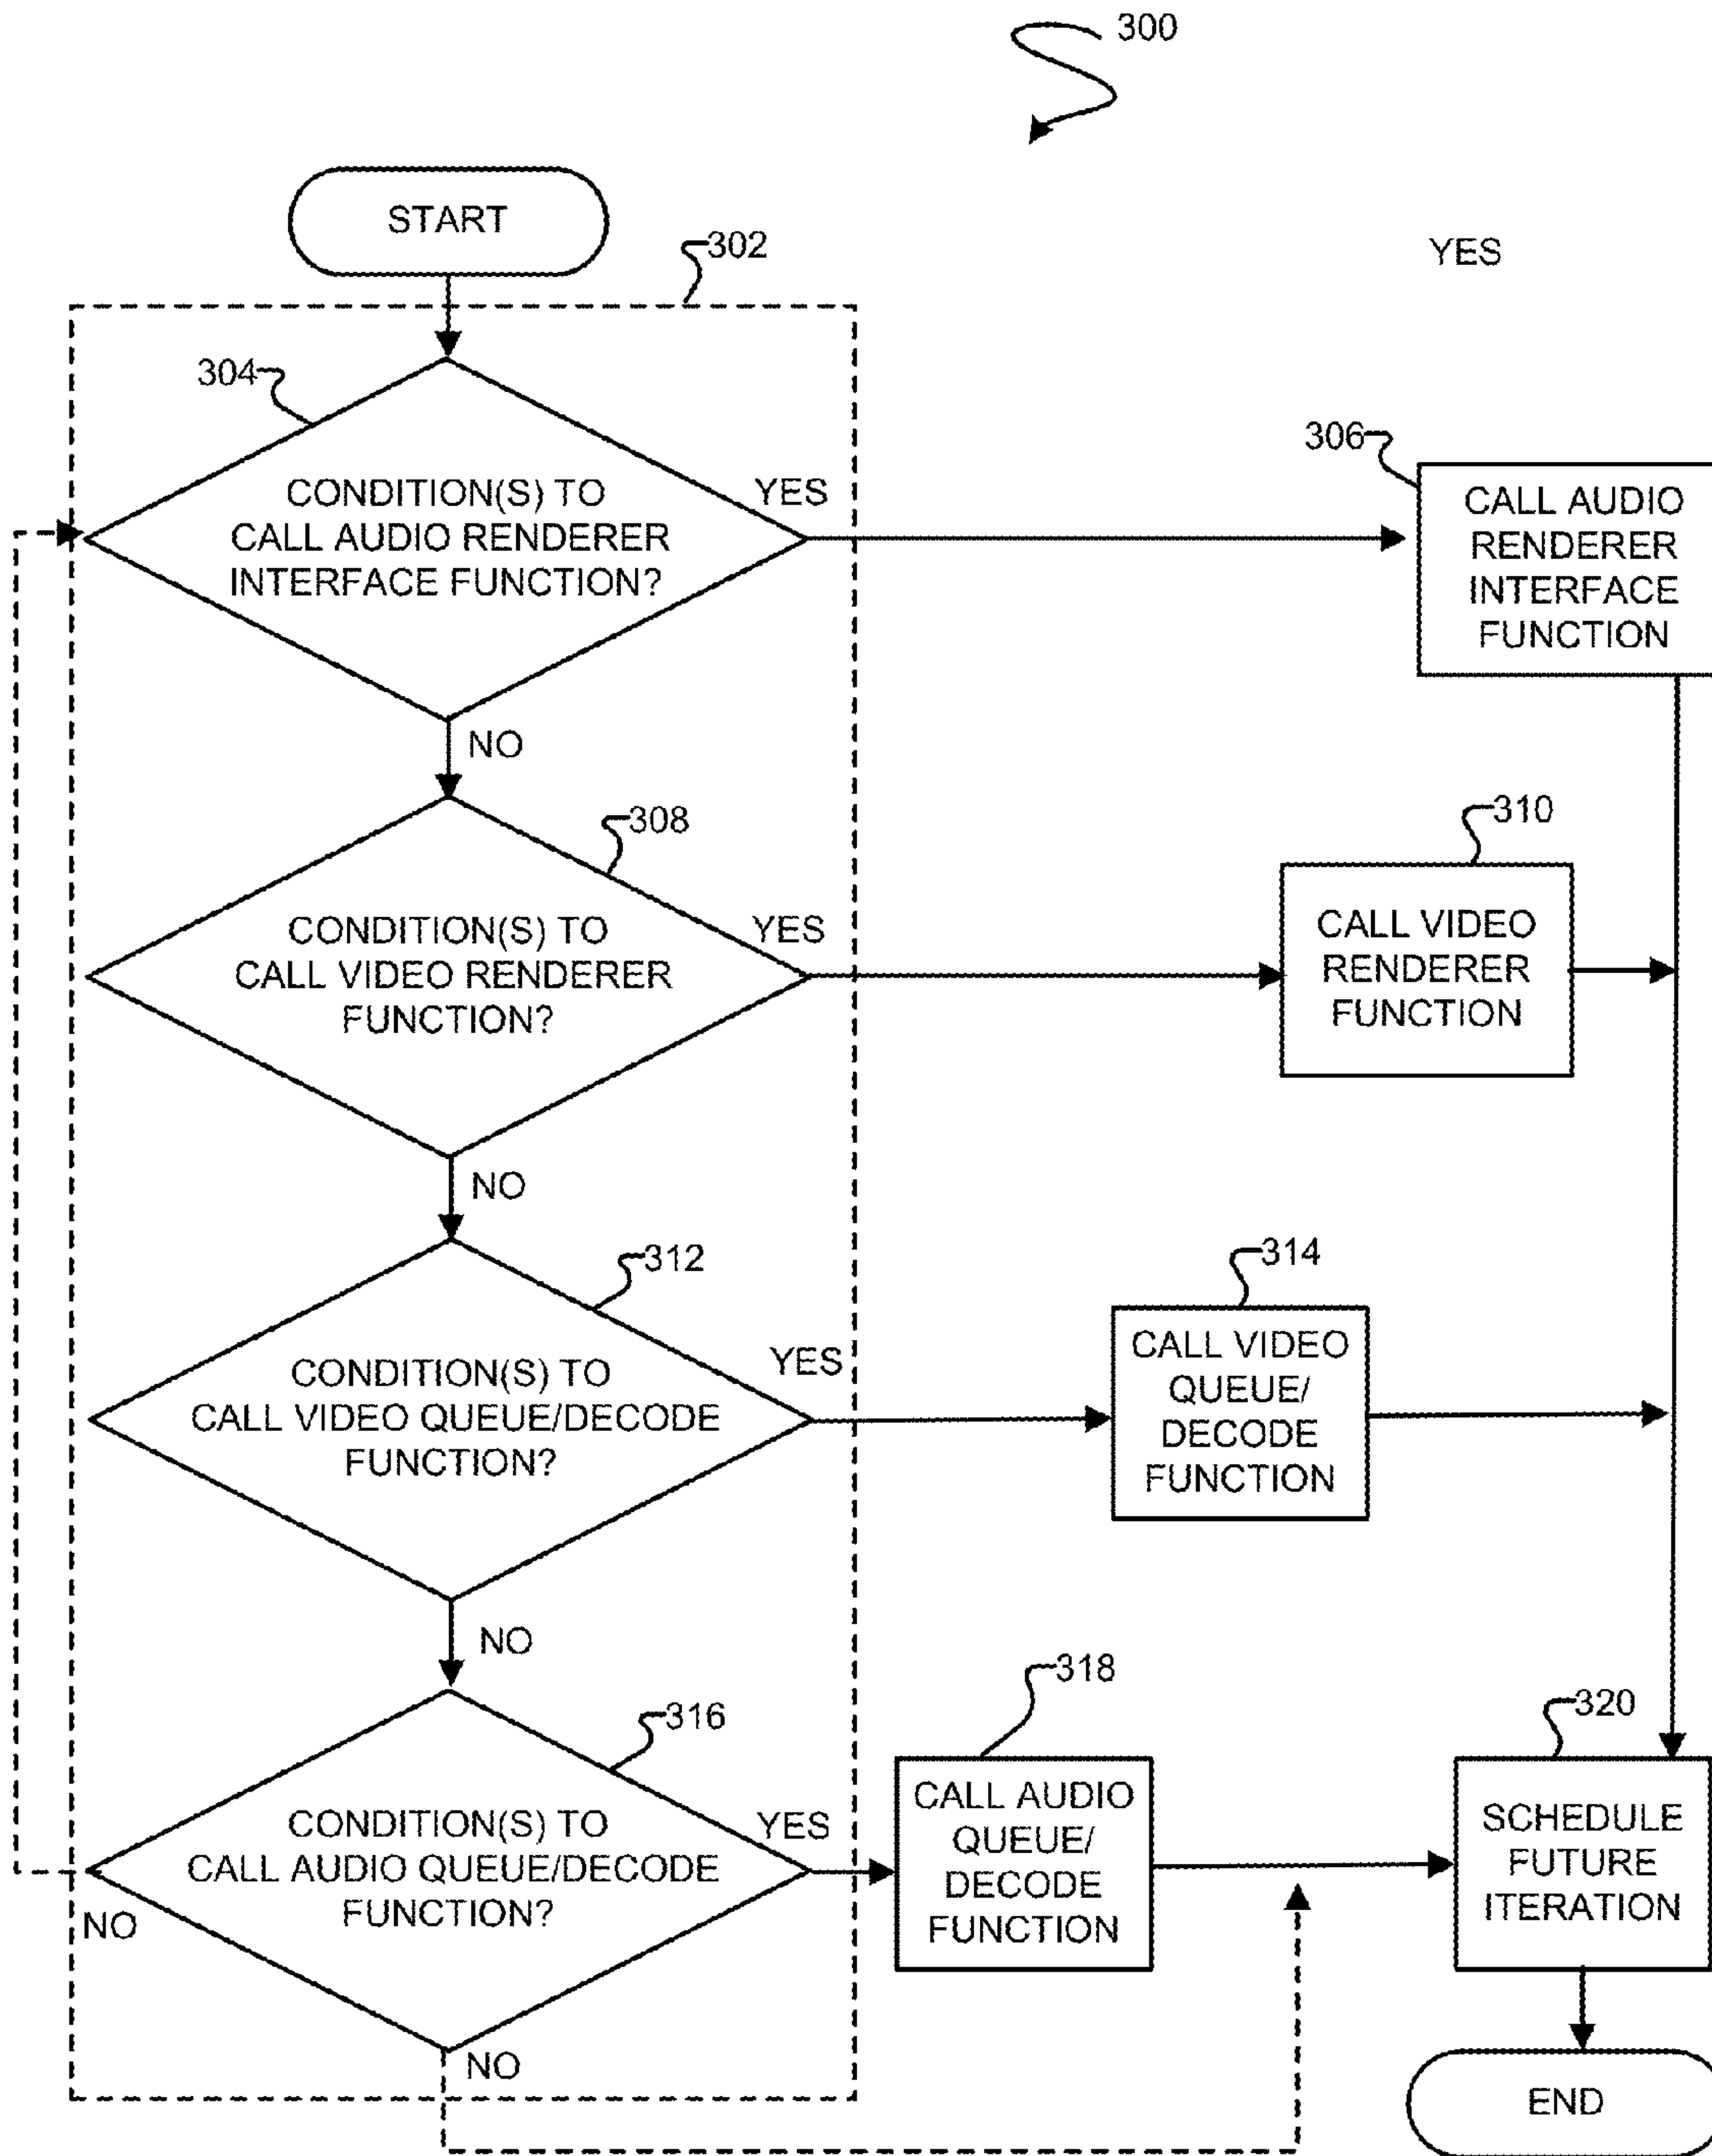 300
START
302
YES
304
CONDITION(S) TO
CALL AUDIO RENDERER
INTERFACE FUNCTION?
YES
306
CALL AUDIO
RENDERER
INTERFACE
FUNCTION
NO
308
CONDITION(S) TO
CALL VIDEO RENDERER
FUNCTION?
YES
310
CALL VIDEO
RENDERER
FUNCTION
NO
312
CONDITION(S) TO
CALL VIDEO QUEUE/DECODE
FUNCTION?
YES
314
CALL VIDEO
QUEUE/
DECODE
FUNCTION
NO
316
CONDITION(S) TO
CALL AUDIO QUEUE/DECODE
FUNCTION?
YES
NO
NO
318
CALL AUDIO
QUEUE/
DECODE
FUNCTION
320
SCHEDULE
FUTURE
ITERATION
END